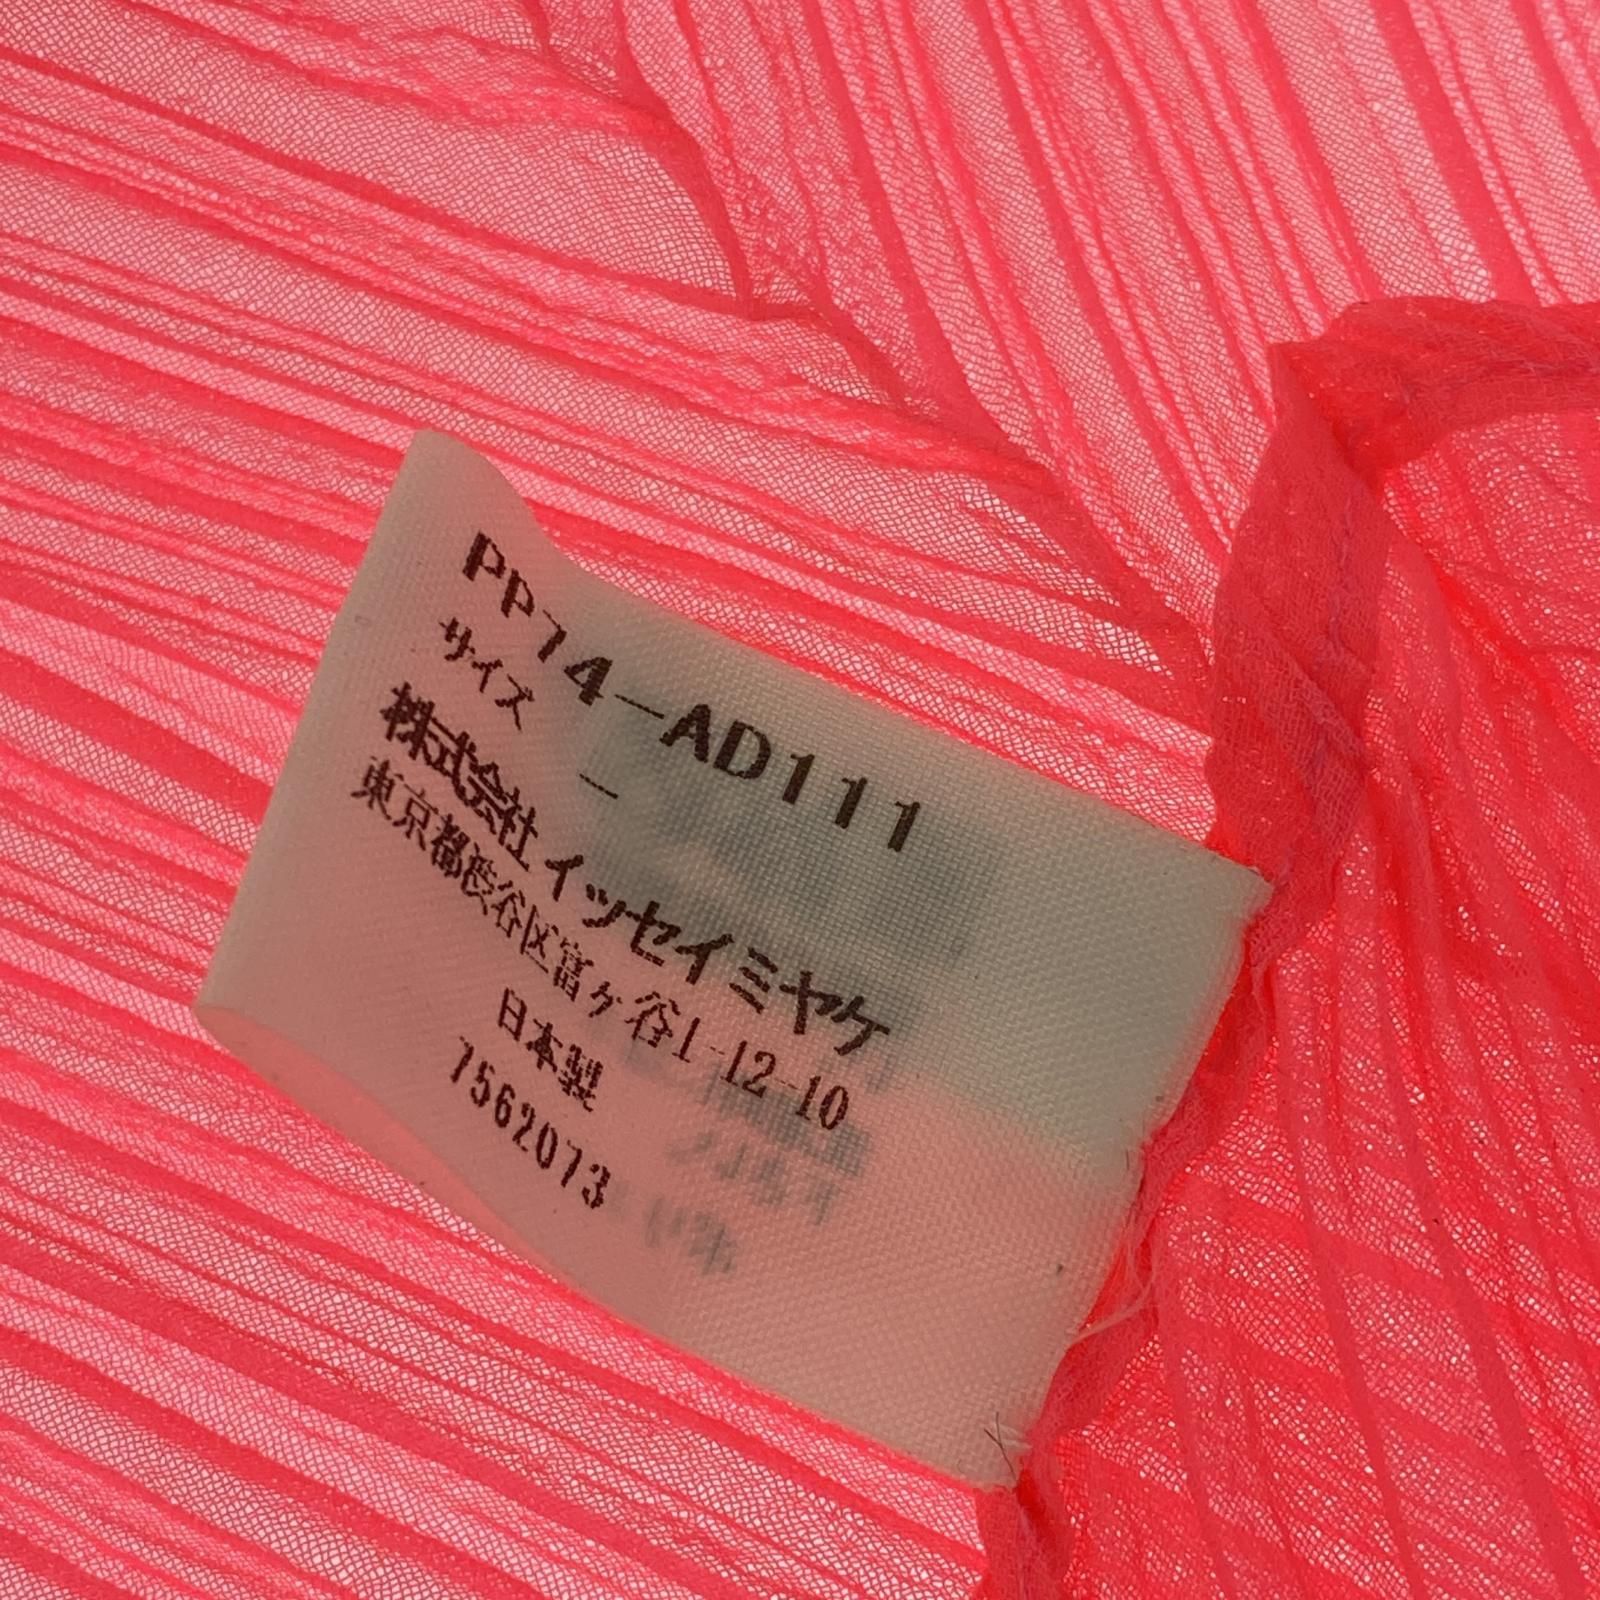 PP74-AD111
サイズ -
株式会社イッセイミヤケ
東京都渋谷区富ヶ谷1-12-10
日本製
7562073